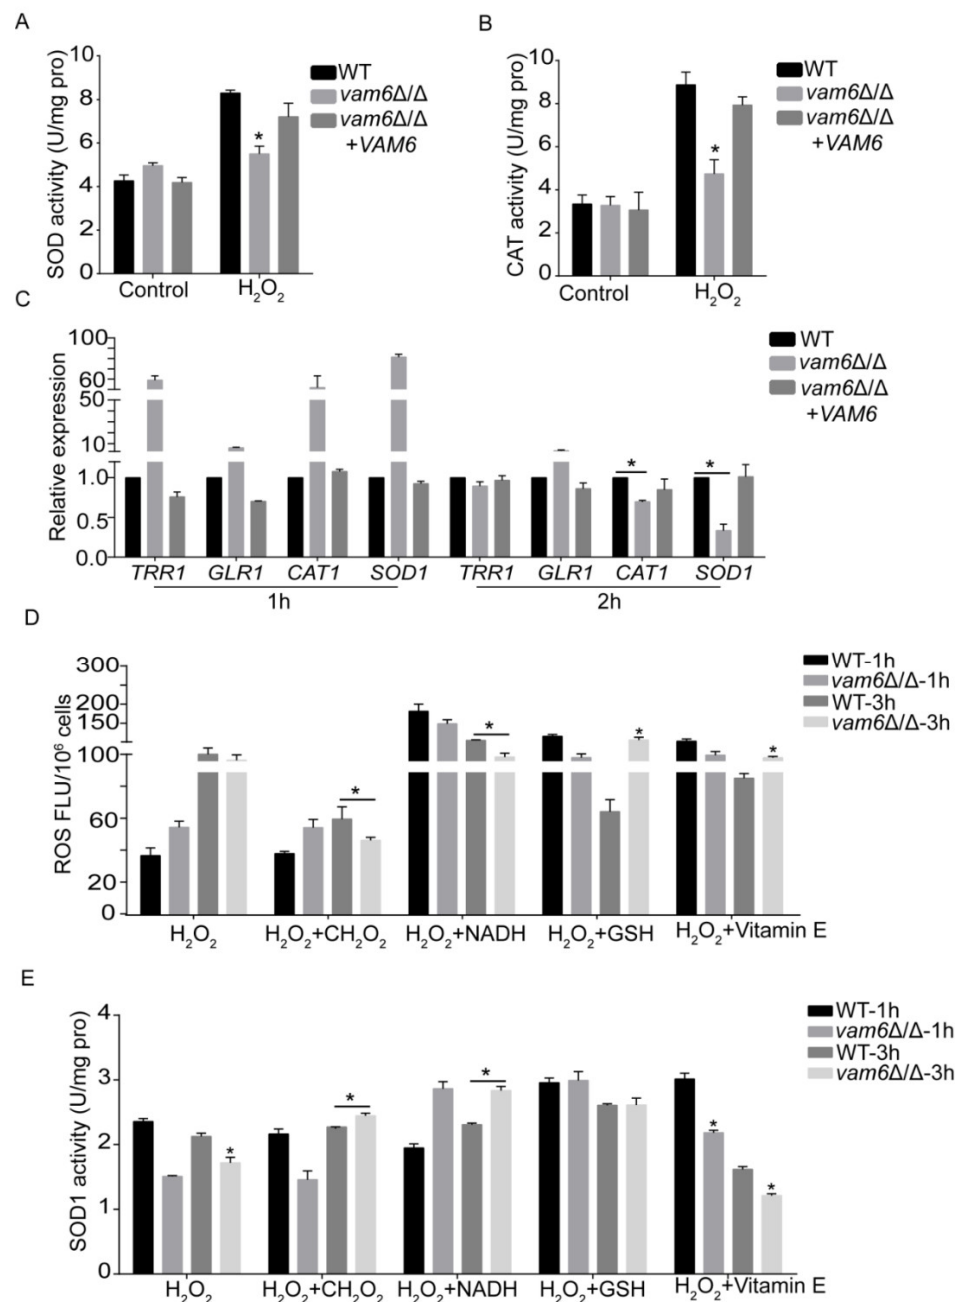 A
SOD activity (U/mg pro)
10
8
6
4
2
0
*
Control
H₂O₂
WT
vam6Δ/Δ
vam6Δ/Δ
+VAM6
B
CAT activity (U/mg pro)
10
8
6
4
2
0
*
Control
H₂O₂
WT
vam6Δ/Δ
vam6Δ/Δ
+VAM6
C
Relative expression
100
60
50
10
1.0
0.5
0.0
* *
TRR1 GLR1 CAT1 SOD1 TRR1 GLR1 CAT1 SOD1
1h 2h
WT
vam6Δ/Δ
vam6Δ/Δ
+VAM6
D
ROS FLU/10⁶ cells
300
200
150
100
60
20
0
* * * *
H₂O₂ H₂O₂+CH₂O₂ H₂O₂+NADH H₂O₂+GSH H₂O₂+Vitamin E
WT-1h
vam6Δ/Δ-1h
WT-3h
vam6Δ/Δ-3h
E
SOD1 activity (U/mg pro)
4
3
2
1
0
* * * * *
H₂O₂ H₂O₂+CH₂O₂ H₂O₂+NADH H₂O₂+GSH H₂O₂+Vitamin E
WT-1h
vam6Δ/Δ-1h
WT-3h
vam6Δ/Δ-3h